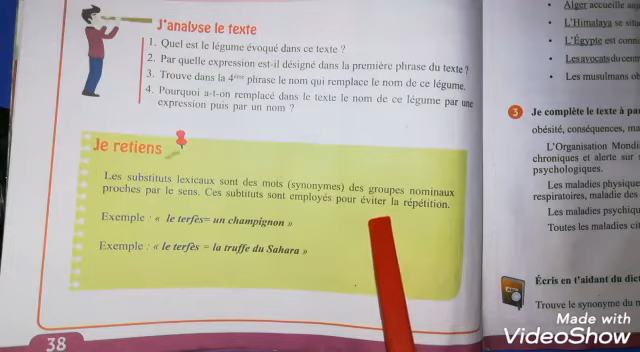 J'analyse le texte
1. Quel est le légume évoqué dans ce texte ?
2. Par quelle expression est-il désigné dans la première phrase du texte ?
3. Trouve dans la 4ème phrase le nom qui remplace le nom de ce légume.
4. Pourquoi a-t-on remplacé dans le texte le nom de ce légume par une
expression puis par un nom ?
Je retiens
Les substituts lexicaux sont des mots (synonymes) des groupes nominaux
proches par le sens. Ces subtituts sont employés pour éviter la répétition.
Exemple : « le terfès= un champignon »
Exemple : « le terfès = la truffe du Sahara »
38
• Alger accueille
• L'Himalaya se
• L'Égypte est
• Les avocats du
• Les musulmans
3 Je complète le texte à
obésité, conséquences,
L'Organisation
chroniques et alerte sur
psychologiques.
Les maladies
respiratoires, maladie des
Les maladies
Toutes les maladies
Écris en t'aidant du
Trouve le synonyme du
Made with
VideoShow